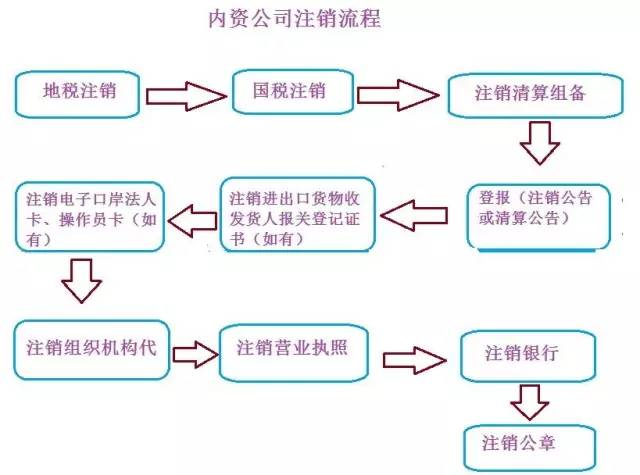 内资公司注销流程
地税注销
国税注销
注销清算组备
登报（注销公告
或清算公告）
注销进出口货物收
发货人报关登记证
书（如有）
注销电子口岸法人
卡、操作员卡（如
有）
注销组织机构代
注销营业执照
注销银行
注销公章